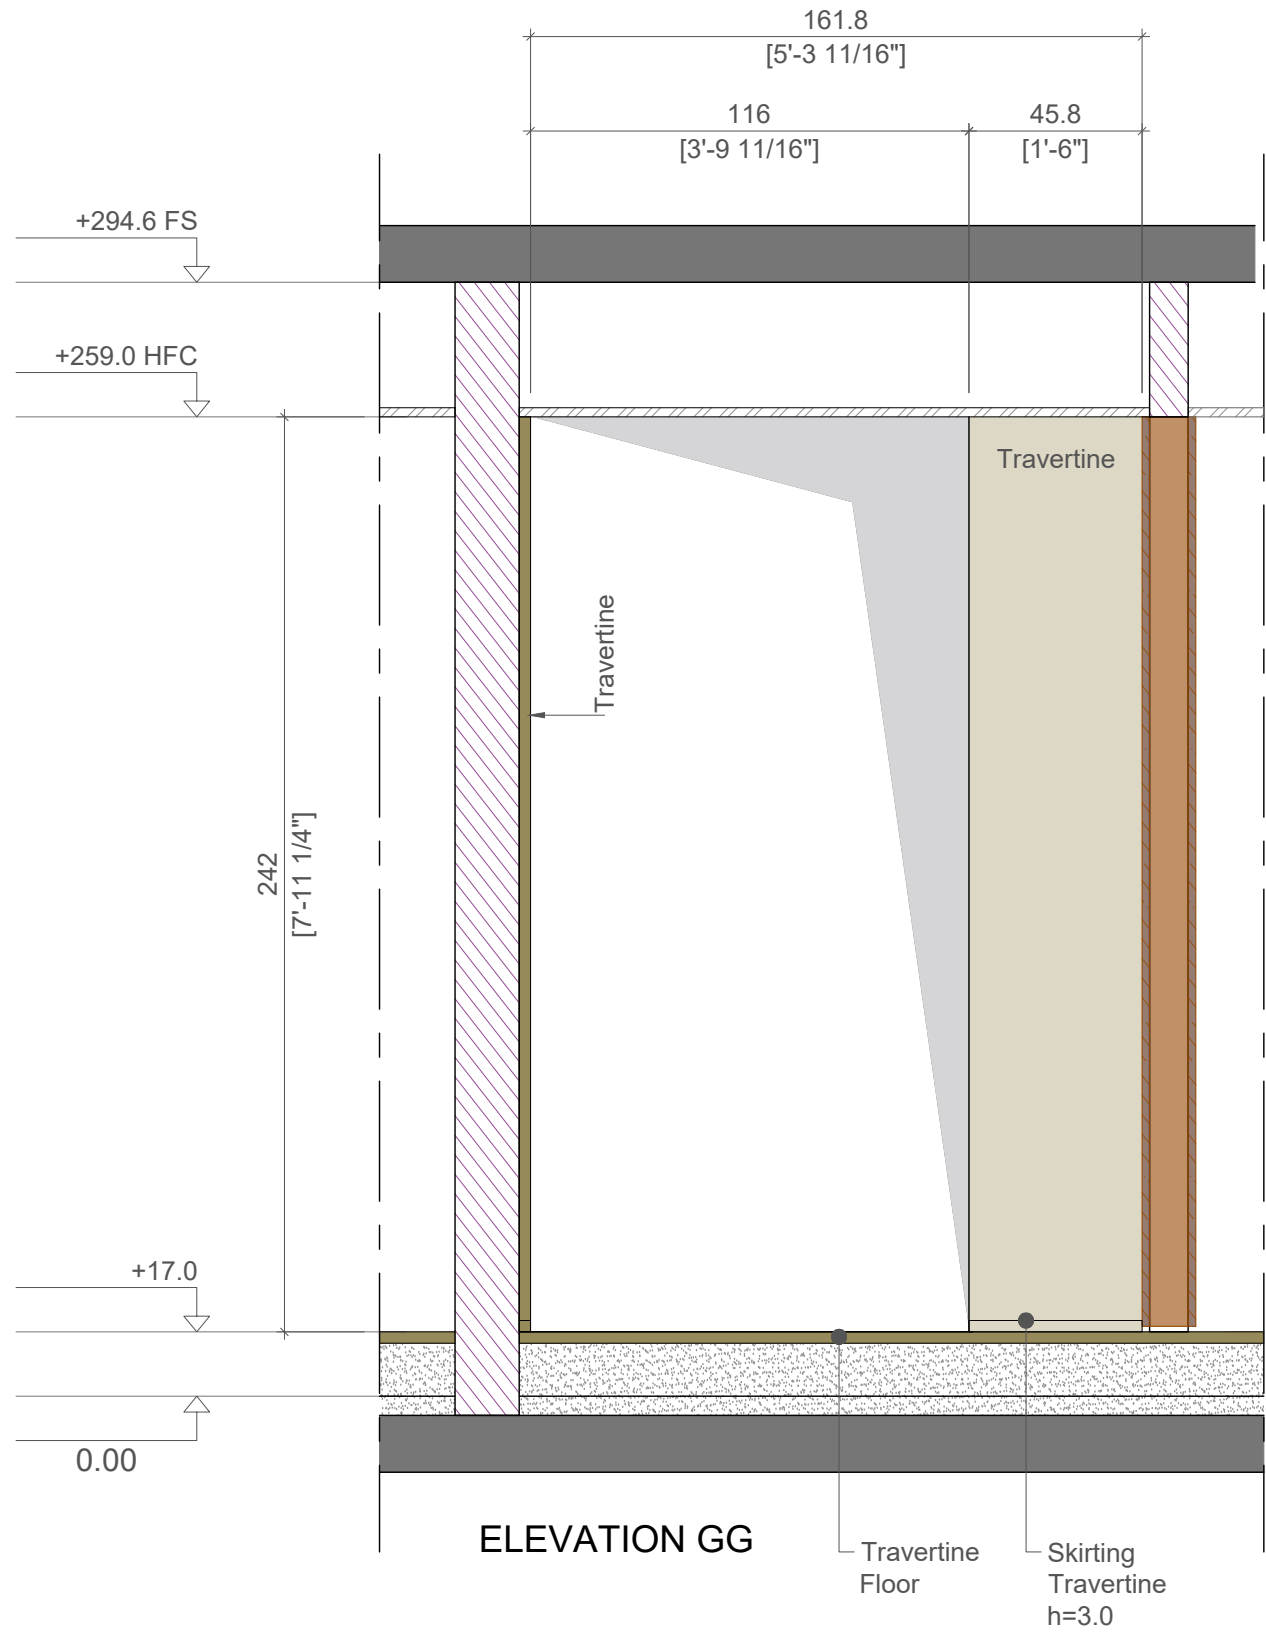 161.8
[5'-3 11/16"]
116
[3'-9 11/16"]
45.8
[1'-6"]
+294.6 FS
+259.0 HFC
Travertine
Travertine
242
[7'-11 1/4"]
+17.0
0.00
ELEVATION GG
Travertine
Floor
Skirting
Travertine
h=3.0